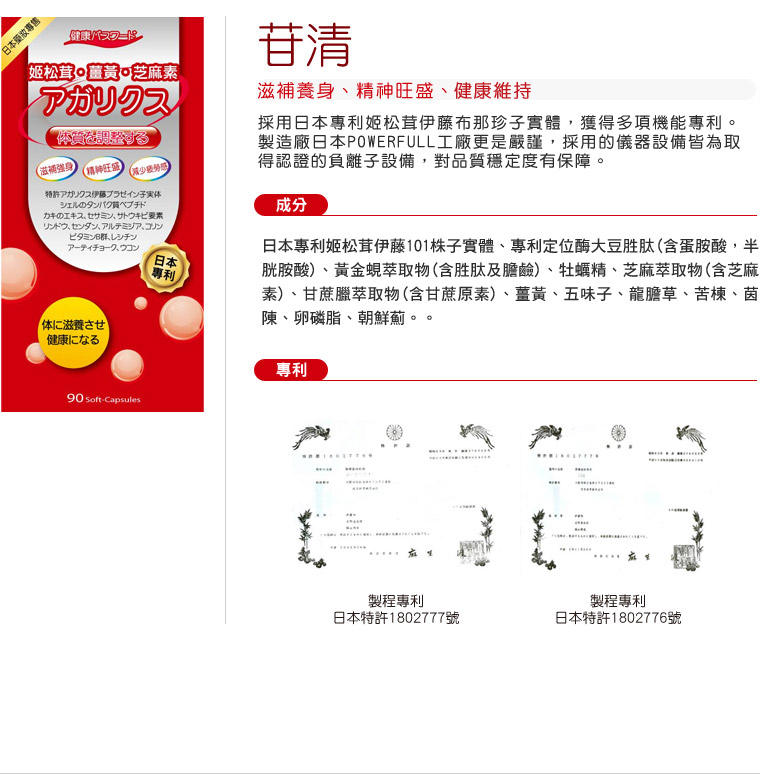 日本藥妝專售
健康パスワード
姬松茸・薑黃・芝麻素
アガリクス
体質を調整する
滋補強身
精神旺盛
減少疲勞感
特許アガリクス伊藤プラゼイン子実体
シェルのタンパク質ペプチド
カキのエキス、セサミン、サトウキビ要素
リンドウ、センダン、アルテミジア、コリン
ビタミンB群、レシチン
アーティチョーク、ウコン
日本
專利
体に滋養させ
健康になる
90 Soft-Capsules
苷清
滋補養身、精神旺盛、健康維持
採用日本專利姬松茸伊藤布那珍子實體，獲得多項機能專利。
製造廠日本POWERFULL工廠更是嚴謹，採用的儀器設備皆為取
得認證的負離子設備，對品質穩定度有保障。
成分
日本專利姬松茸伊藤101株子實體、專利定位酶大豆胜肽(含蛋胺酸，半
胱胺酸)、黃金蜆萃取物(含胜肽及膽鹼)、牡蠣精、芝麻萃取物(含芝麻
素)、甘蔗臘萃取物(含甘蔗原素)、薑黃、五味子、龍膽草、苦楝、茵
陳、卵磷脂、朝鮮薊。。
專利
製程專利
日本特許1802777號
製程專利
日本特許1802776號